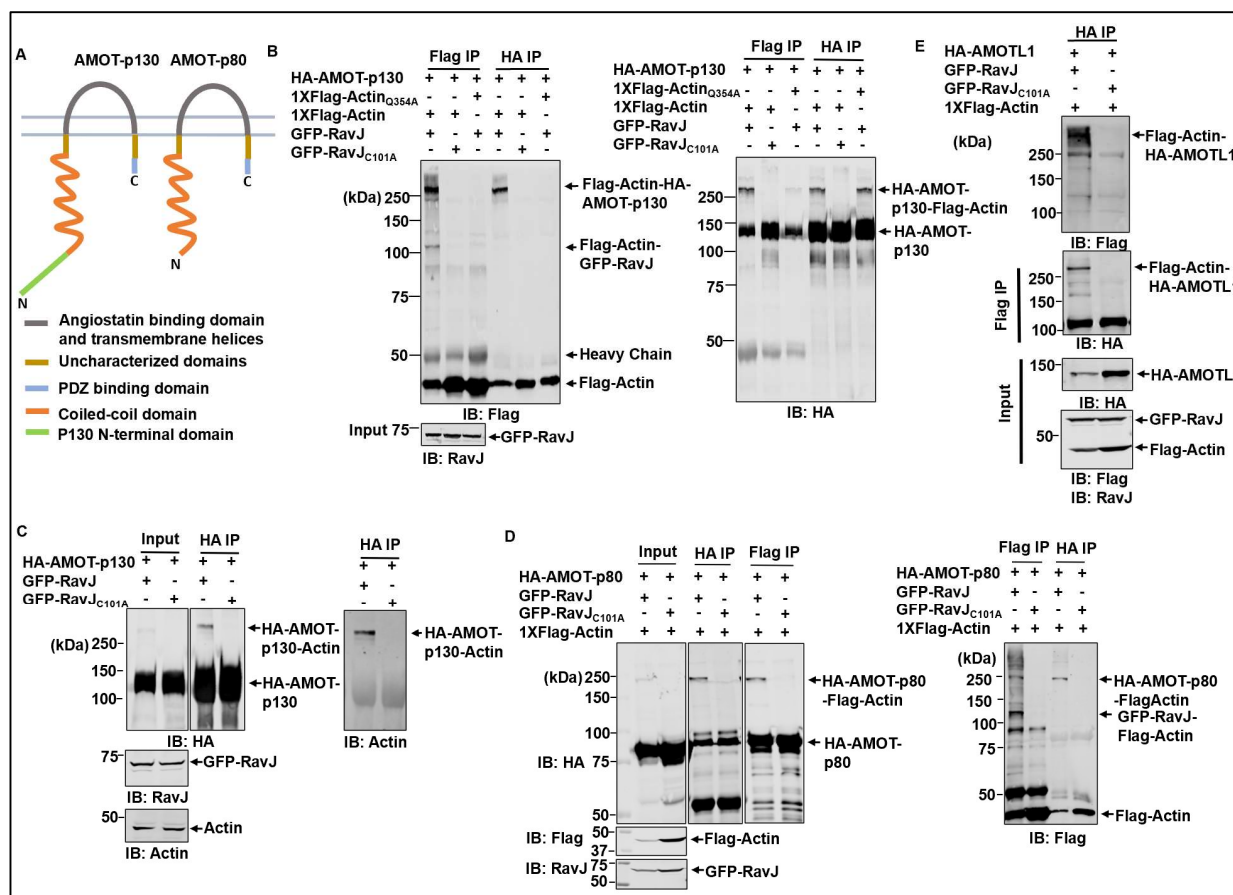 A
AMOT-p130 AMOT-p80
C
C
N
N
Angiostatin binding domain
and transmembrane helices
Uncharacterized domains
PDZ binding domain
Coiled-coil domain
P130 N-terminal domain
B
Flag IP HA IP
HA-AMOT-p130 + + + + + +
1XFlag-ActinQ354A - - + - - +
1XFlag-Actin + + - + + -
GFP-RavJ + - + + - +
GFP-RavJC101A - + - - + -
(kDa)
250
150
100
75
50
Flag-Actin-HA-
AMOT-p130
Flag-Actin-
GFP-RavJ
Heavy Chain
Flag-Actin
IB: Flag
Input 75
GFP-RavJ
IB: RavJ
Flag IP HA IP
HA-AMOT-p130 + + + + + +
1XFlag-ActinQ354A - - + - - +
1XFlag-Actin + + - + + -
GFP-RavJ + - + + - +
GFP-RavJC101A - + - - + -
(kDa)
250
150
100
75
50
HA-AMOT-
p130-Flag-Actin
HA-AMOT-
p130
IB: HA
E
HA IP
HA-AMOTL1 + +
GFP-RavJ + -
GFP-RavJC101A - +
1XFlag-Actin + +
(kDa)
250
150
100
Flag-Actin-
HA-AMOTL1
IB: Flag
Flag IP
250
150
100
Flag-Actin-
HA-AMOTL1
IB: HA
Input
150
HA-AMOTL
IB: HA
50
GFP-RavJ
Flag-Actin
IB: Flag
IB: RavJ
C
Input HA IP
HA-AMOT-p130 + + + +
GFP-RavJ + - + -
GFP-RavJC101A - + - +
(kDa)
250
150
100
HA-AMOT-
p130-Actin
HA-AMOT-
p130
IB: HA
75
GFP-RavJ
IB: RavJ
50
Actin
IB: Actin
HA IP
+ +
+ -
- +
HA-AMOT-
p130-Actin
IB: Actin
D
Input HA IP Flag IP
HA-AMOT-p80 + + + + + +
GFP-RavJ + - + - + -
GFP-RavJC101A - + - + - +
1XFlag-Actin + + + + + +
(kDa) 250
150
100
75
50
IB: HA
HA-AMOT-p80
-Flag-Actin
HA-AMOT-
p80
IB: Flag 50
37
Flag-Actin
IB: RavJ 75
50
GFP-RavJ
Flag IP HA IP
HA-AMOT-p80 + + + +
GFP-RavJ + - + -
GFP-RavJC101A - + - +
1XFlag-Actin + + + +
(kDa)
250
150
100
75
50
HA-AMOT-p80
-FlagActin
GFP-RavJ-
Flag-Actin
Flag-Actin
IB: Flag